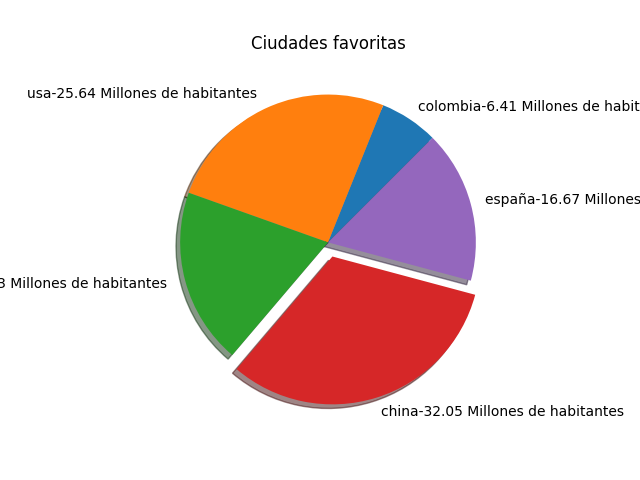 Ciudades favoritas
usa-25.64 Millones de habitantes
colombia-6.41 Millones de habit
españa-16.67 Millones
3 Millones de habitantes
china-32.05 Millones de habitantes